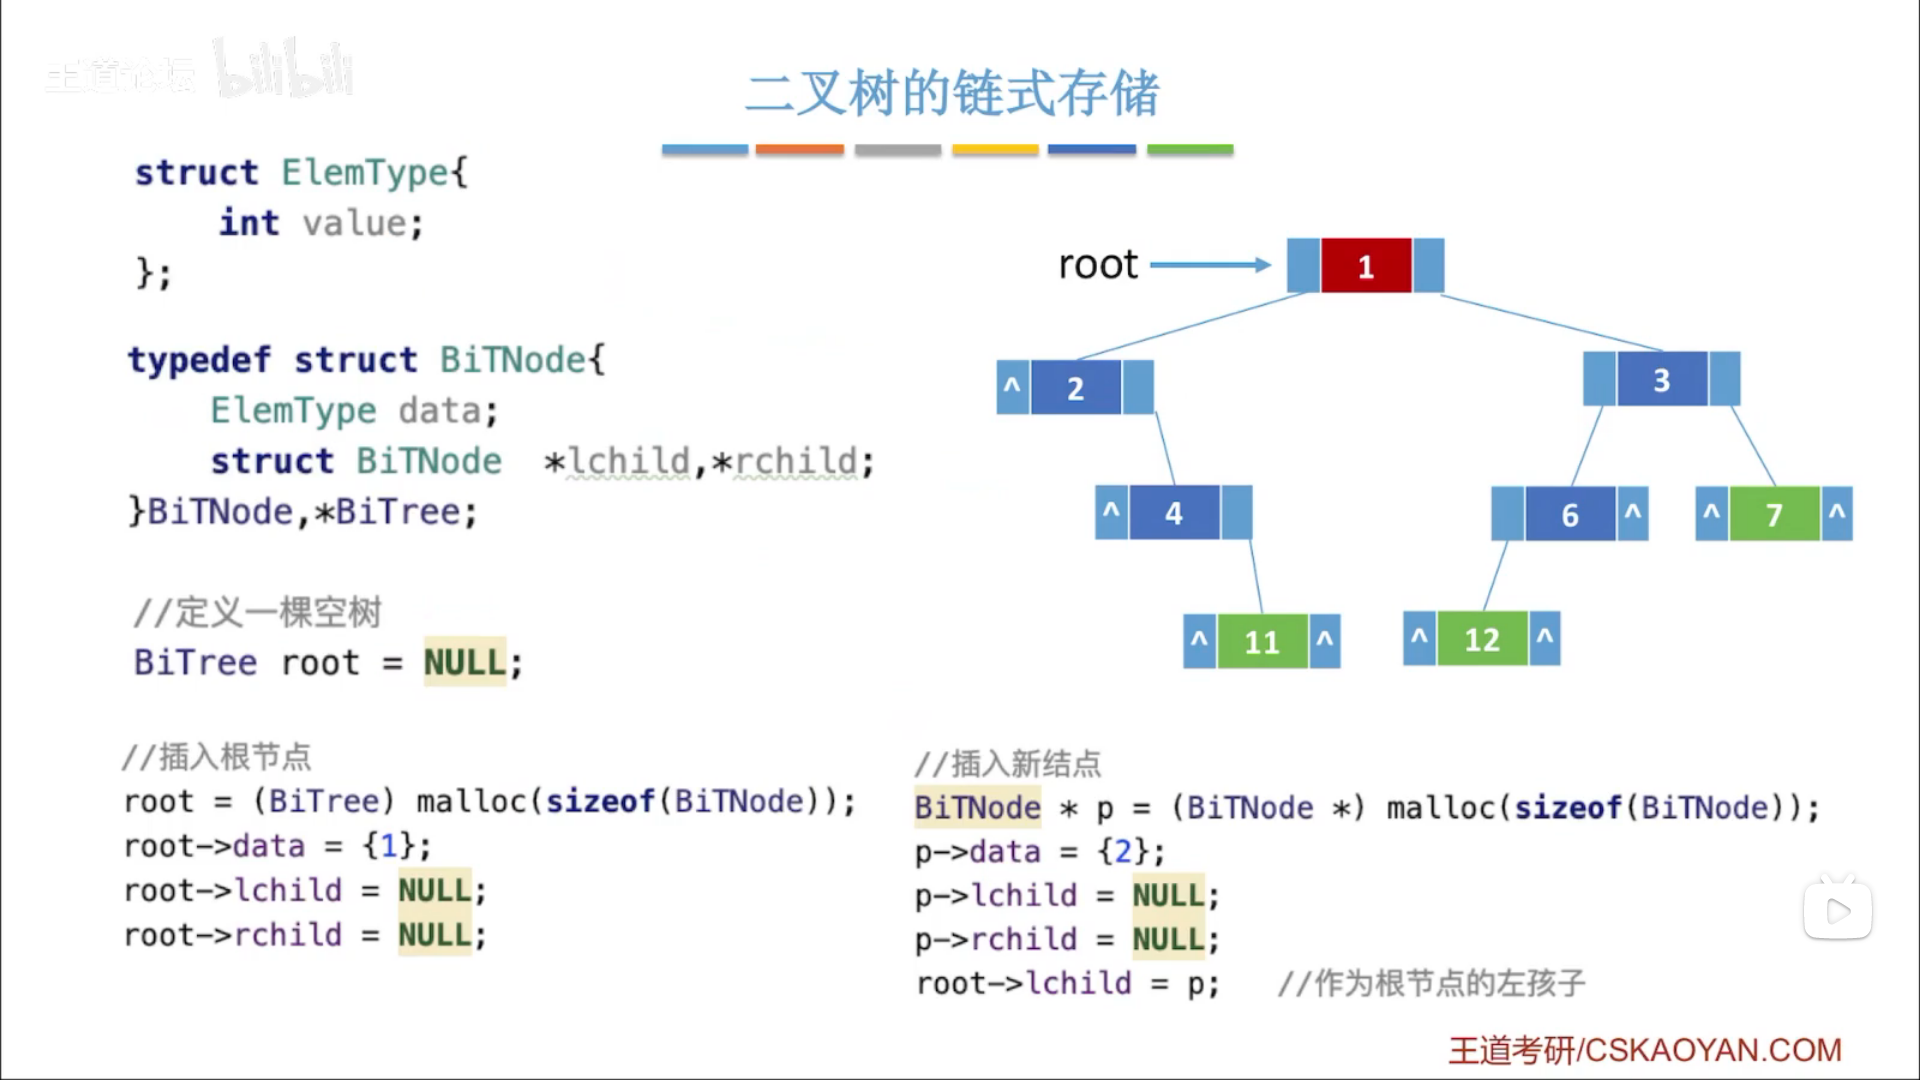 王道论坛 bilibili
二叉树的链式存储
struct ElemType{
int value;
};
typedef struct BiTNode{
ElemType data;
struct BiTNode *lchild,*rchild;
}BiTNode,*BiTree;
//定义一棵空树
BiTree root = NULL;
//插入根节点
root = (BiTree) malloc(sizeof(BiTNode));
root->data = {1};
root->lchild = NULL;
root->rchild = NULL;
root
1
^ 2
3
^ 4
6 ^
^ 7 ^
^ 11 ^
^ 12 ^
//插入新结点
BiTNode * p = (BiTNode *) malloc(sizeof(BiTNode));
p->data = {2};
p->lchild = NULL;
p->rchild = NULL;
root->lchild = p; //作为根节点的左孩子
王道考研/CSKAOYAN.COM